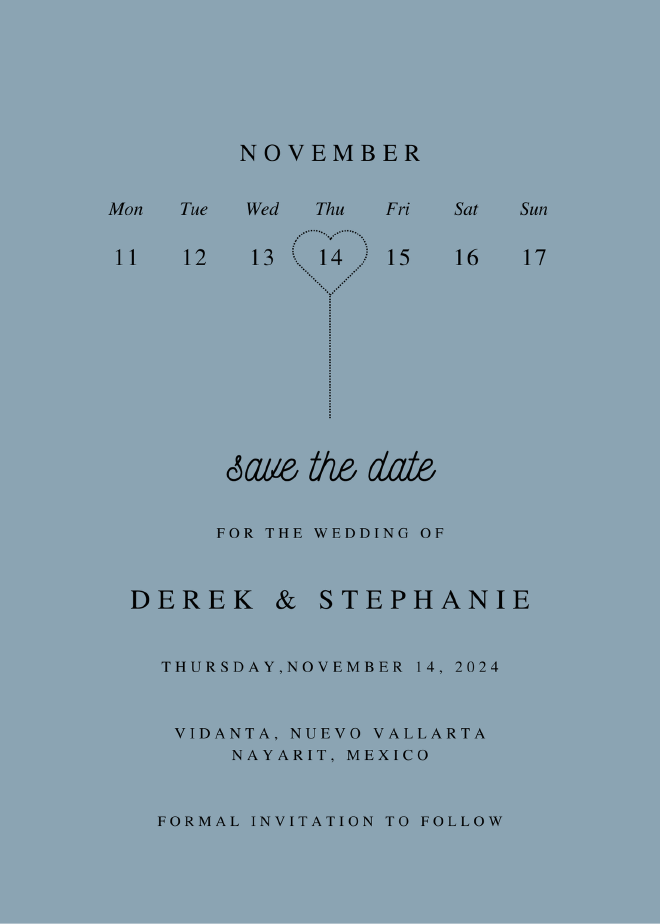 NOVEMBER
Mon Tue Wed Thu Fri Sat Sun
11 12 13 14 15 16 17
save the date
FOR THE WEDDING OF
DEREK & STEPHANIE
THURSDAY,NOVEMBER 14, 2024
VIDANTA, NUEVO VALLARTA
NAYARIT, MEXICO
FORMAL INVITATION TO FOLLOW